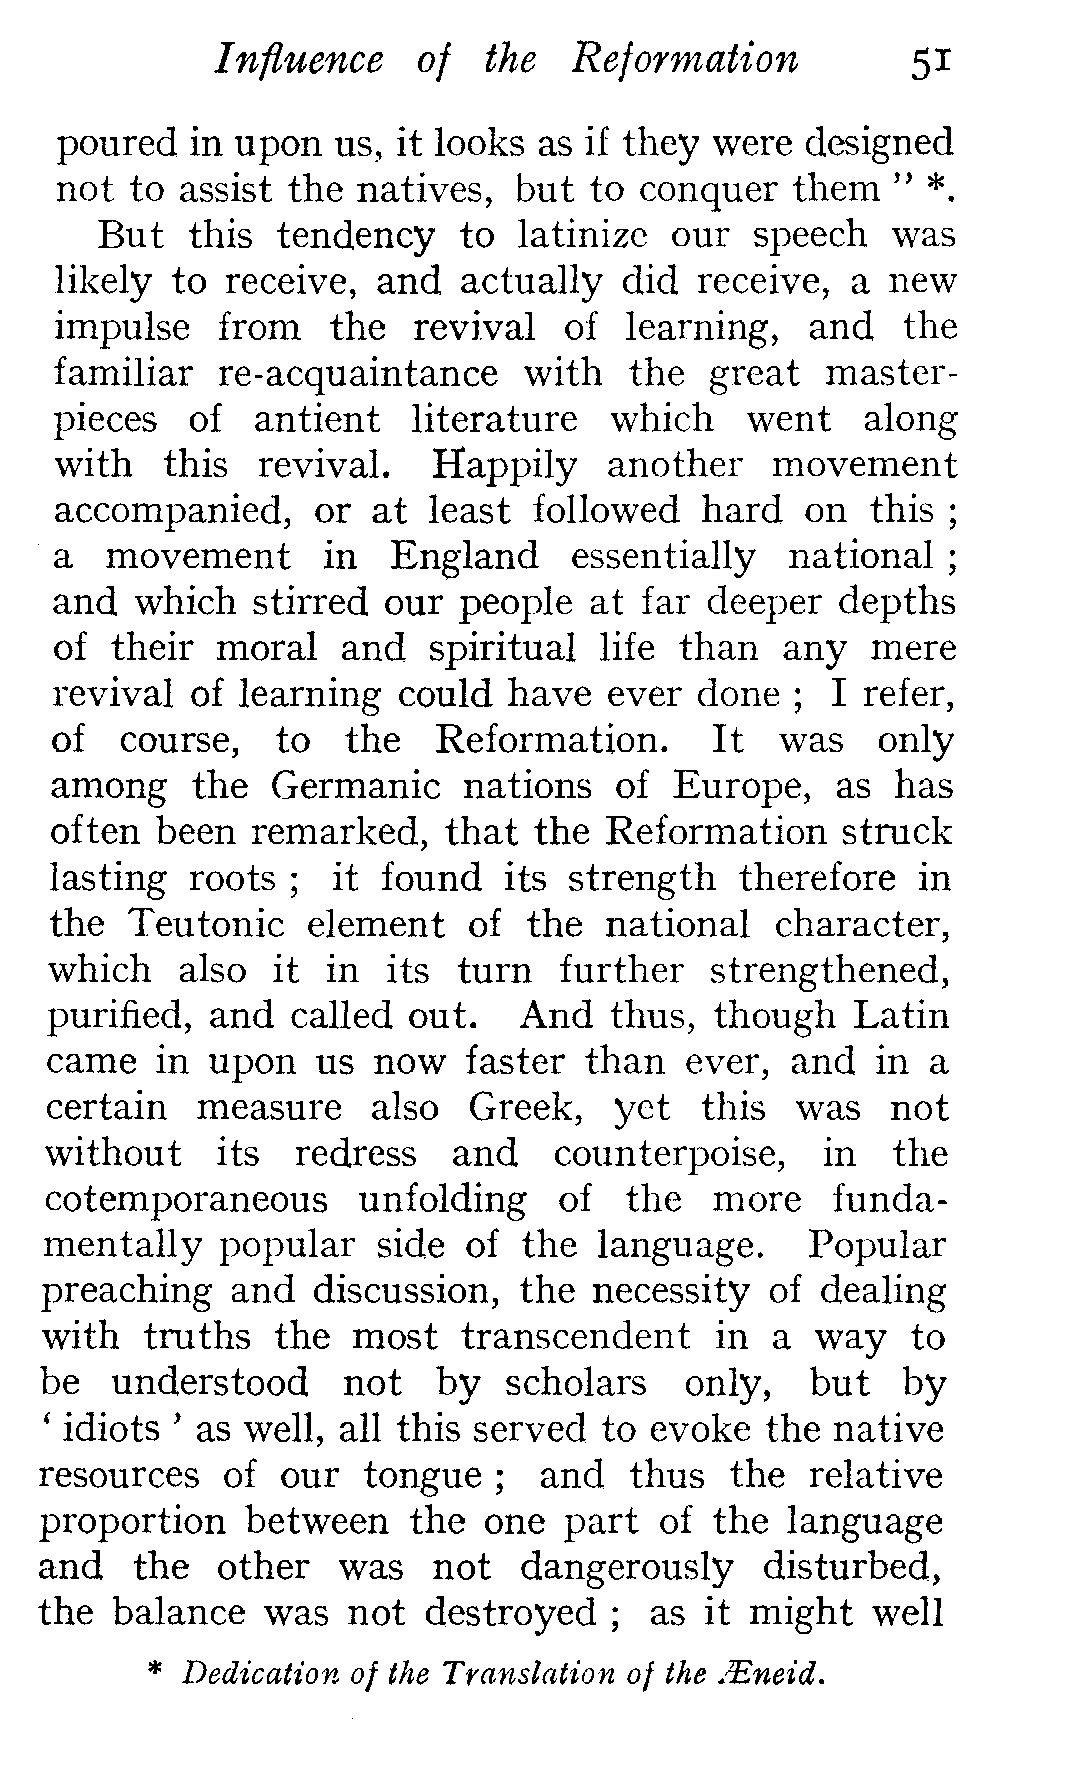 Influence of the Reformation 51
poured in upon us, it looks as if they were designed
not to assist the natives, but to conquer them " *.
But this tendency to latinize our speech was
likely to receive, and actually did receive, a new
impulse from the revival of learning, and the
familiar re-acquaintance with the great master-
pieces of antient literature which went along
with this revival. Happily another movement
accompanied, or at least followed hard on this ;
a movement in England essentially national ;
and which stirred our people at far deeper depths
of their moral and spiritual life than any mere
revival of learning could have ever done ; I refer,
of course, to the Reformation. It was only
among the Germanic nations of Europe, as has
often been remarked, that the Reformation struck
lasting roots ; it found its strength therefore in
the Teutonic element of the national character,
which also it in its turn further strengthened,
purified, and called out. And thus, though Latin
came in upon us now faster than ever, and in a
certain measure also Greek, yet this was not
without its redress and counterpoise, in the
cotemporaneous unfolding of the more funda-
mentally popular side of the language. Popular
preaching and discussion, the necessity of dealing
with truths the most transcendent in a way to
be understood not by scholars only, but by
‘ idiots ’ as well, all this served to evoke the native
resources of our tongue ; and thus the relative
proportion between the one part of the language
and the other was not dangerously disturbed,
the balance was not destroyed ; as it might well
* Dedication of the Translation of the Æneid.